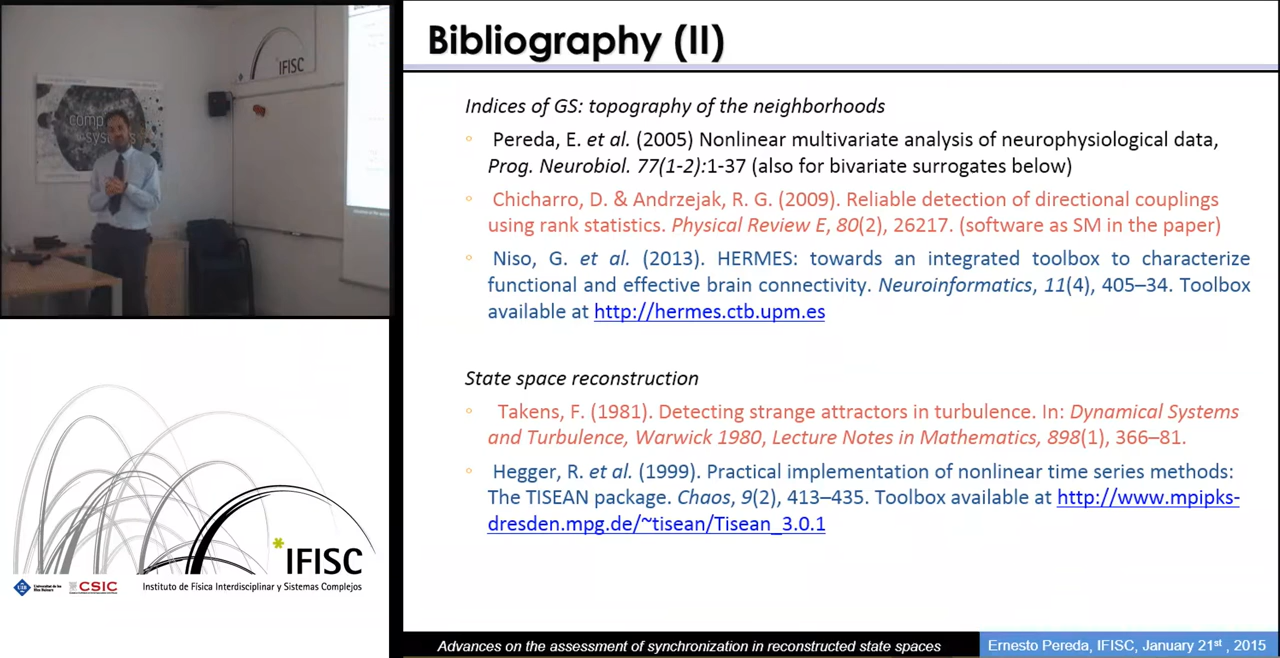 IFISC
comp
systems
Bibliography (II)
Indices of GS: topography of the neighborhoods
Pereda, E. et al. (2005) Nonlinear multivariate analysis of neurophysiological data,
Prog. Neurobiol. 77(1-2):1-37 (also for bivariate surrogates below)
Chicharro, D. & Andrzejak, R. G. (2009). Reliable detection of directional couplings
using rank statistics. Physical Review E, 80(2), 26217. (software as SM in the paper)
Niso, G. et al. (2013). HERMES: towards an integrated toolbox to characterize
functional and effective brain connectivity. Neuroinformatics, 11(4), 405–34. Toolbox
available at http://hermes.ctb.upm.es
State space reconstruction
Takens, F. (1981). Detecting strange attractors in turbulence. In: Dynamical Systems
and Turbulence, Warwick 1980, Lecture Notes in Mathematics, 898(1), 366–81.
Hegger, R. et al. (1999). Practical implementation of nonlinear time series methods:
The TISEAN package. Chaos, 9(2), 413–435. Toolbox available at http://www.mpipks-
dresden.mpg.de/~tisean/Tisean_3.0.1
IFISC
UIB
CSIC
Instituto de Física Interdisciplinar y Sistemas Complejos
Advances on the assessment of synchronization in reconstructed state spaces
Ernesto Pereda, IFISC, January 21st , 2015